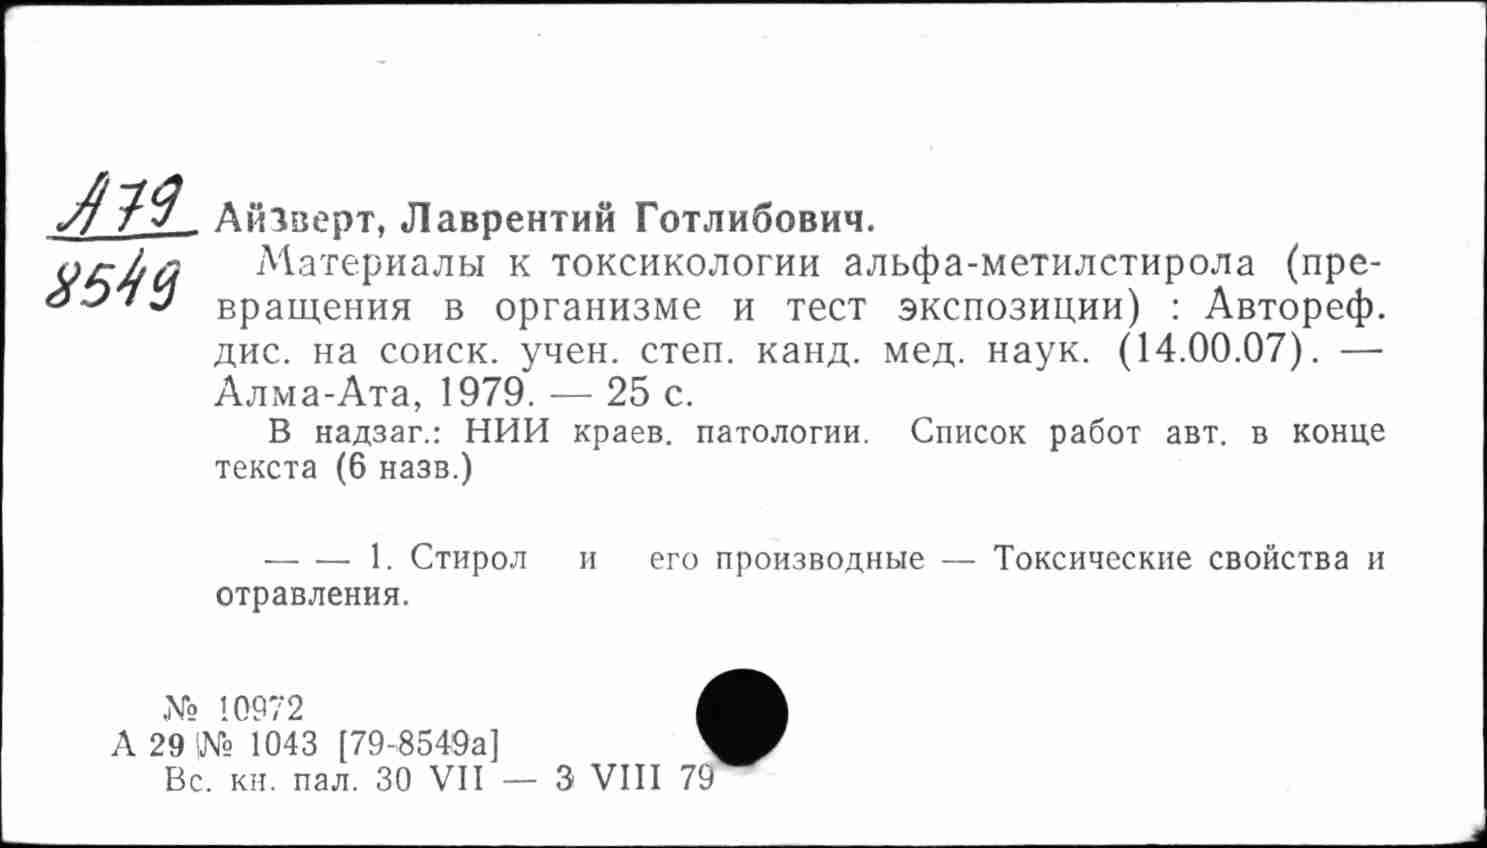 А79
8549
Айзверт, Лаврентий Готлибович.
Материалы к токсикологии альфа-метилстирола (пре-
вращения в организме и тест экспозиции) : Автореф.
дис. на соиск. учен. степ. канд. мед. наук. (14.00.07). —
Алма-Ата, 1979. — 25 с.
В надзаг.: НИИ краев. патологии. Список работ авт. в конце
текста (6 назв.)
— — 1. Стирол и его производные — Токсические свойства и
отравления.
№ 10972
А 29 № 1043 [79-8549а]
Вс. кн. пал. 30 VII — 3 VIII 79